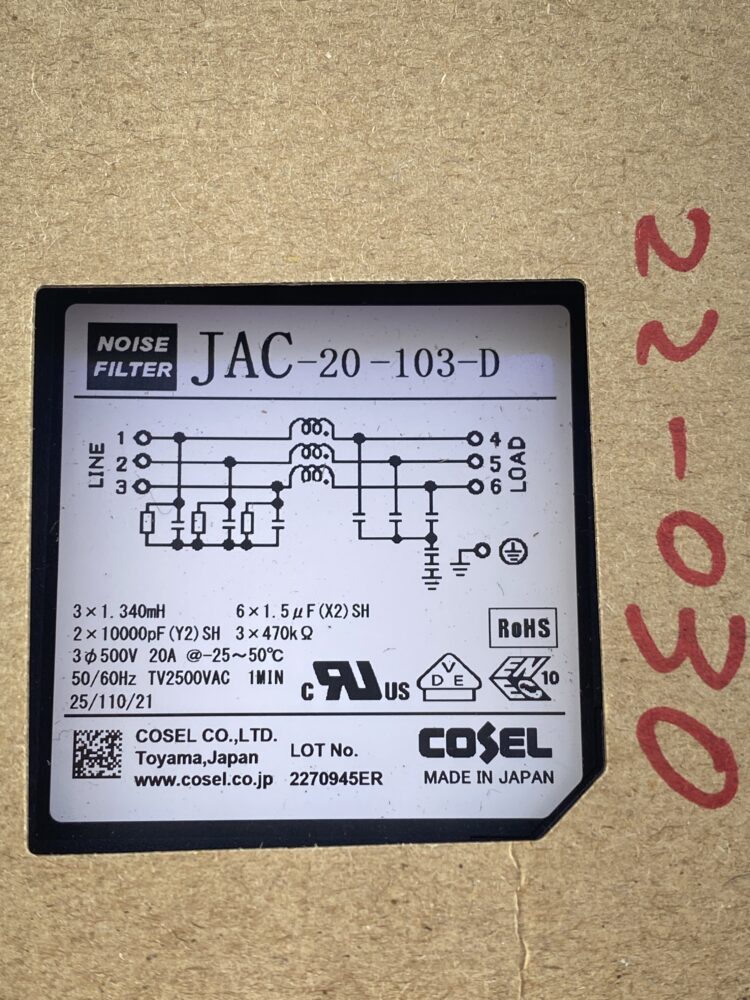 NOISE
FILTER
JAC-20-103-D
LINE
1
2
3
4
5
6
LOAD
3×1.340mH 6×1.5μF(X2)SH
2×10000pF(Y2)SH 3×470kΩ
3φ500V 20A @-25~50℃
50/60Hz TV2500VAC 1MIN
25/110/21
RoHS
c RU US
VDE
EN
10
COSEL CO.,LTD.
Toyama,Japan
www.cosel.co.jp
LOT No.
2270945ER
COSEL
MADE IN JAPAN
22-030